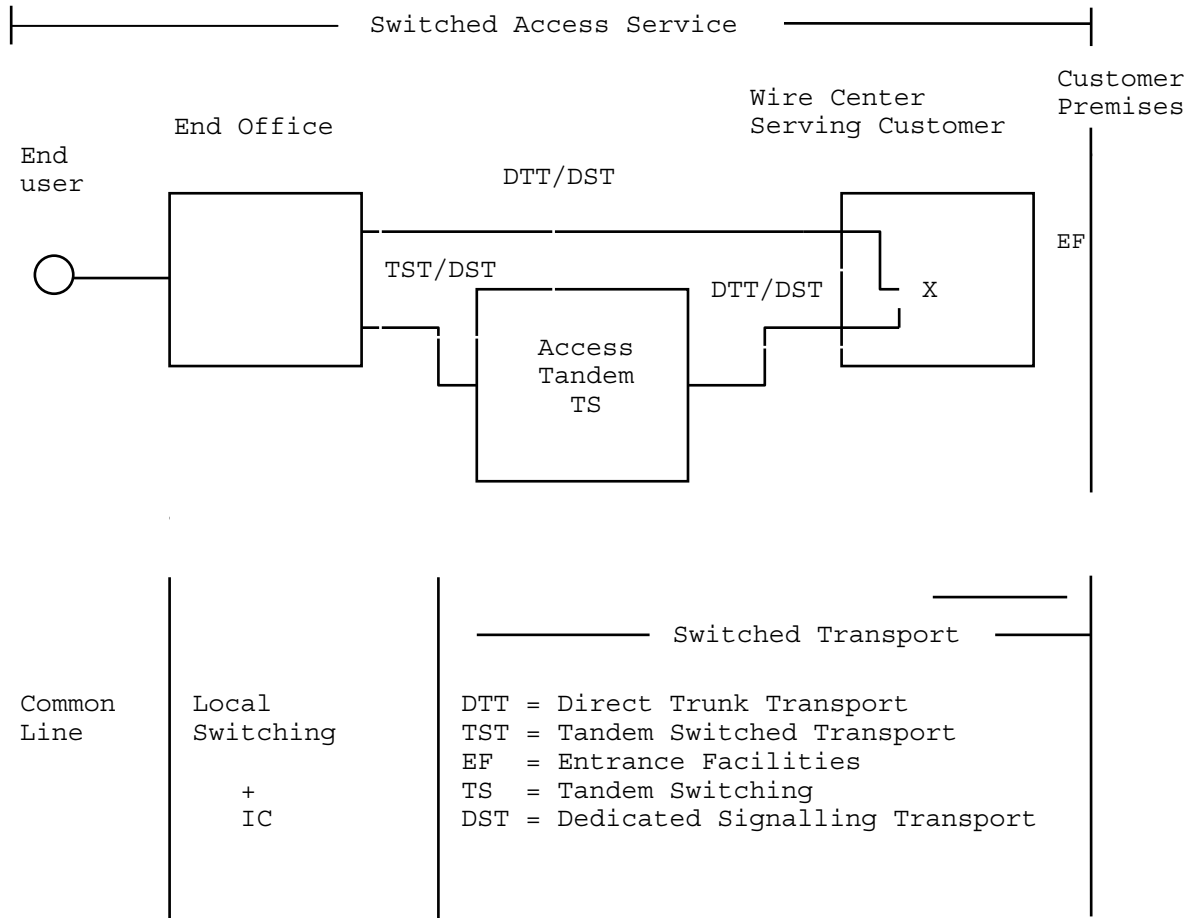 Switched Access Service
Customer
Premises
Wire Center
Serving Customer
End Office
End
user
DTT/DST
EF
TST/DST
DTT/DST
X
Access
Tandem
TS
Switched Transport
Common
Line
Local
Switching
+
IC
DTT = Direct Trunk Transport
TST = Tandem Switched Transport
EF = Entrance Facilities
TS = Tandem Switching
DST = Dedicated Signalling Transport